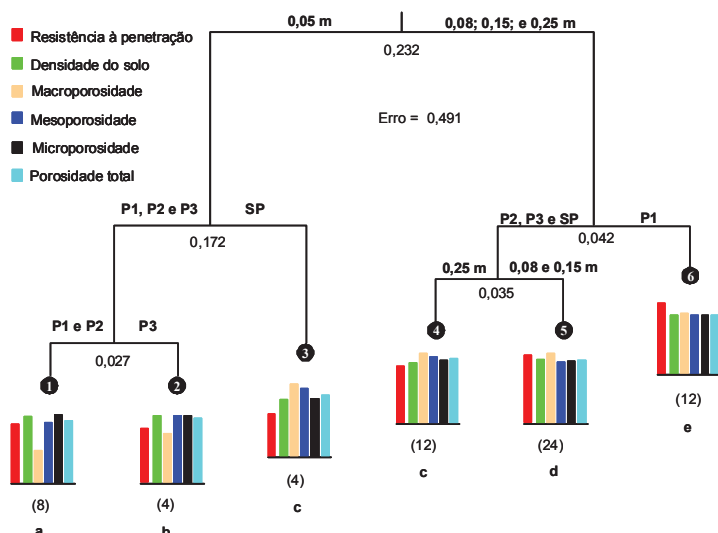 0,05 m
0,08; 0,15; e 0,25 m
0,232
Erro = 0,491
Resistência à penetração
Densidade do solo
Macroporosidade
Mesoporosidade
Microporosidade
Porosidade total
P1, P2 e P3
SP
0,172
P2, P3 e SP
P1
0,042
0,25 m
0,08 e 0,15 m
0,035
P1 e P2
P3
0,027
1
2
3
4
5
6
(8)
(4)
(4)
(12)
(24)
(12)
a
b
c
c
d
e